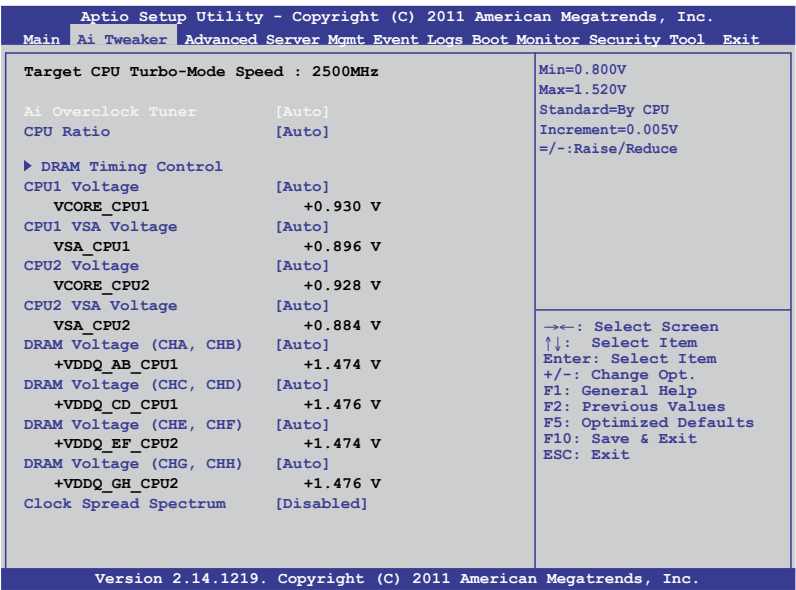 Aptio Setup Utility - Copyright (C) 2011 American Megatrends, Inc.
Main Ai Tweaker Advanced Server Mgmt Event Logs Boot Monitor Security Tool Exit
Target CPU Turbo-Mode Speed : 2500MHz
Ai Overclock Tuner [Auto]
CPU Ratio [Auto]
DRAM Timing Control
CPU1 Voltage [Auto]
VCORE_CPU1 +0.930 V
CPU1 VSA Voltage [Auto]
VSA_CPU1 +0.896 V
CPU2 Voltage [Auto]
VCORE_CPU2 +0.928 V
CPU2 VSA Voltage [Auto]
VSA_CPU2 +0.884 V
DRAM Voltage (CHA, CHB) [Auto]
+VDDQ_AB_CPU1 +1.474 V
DRAM Voltage (CHC, CHD) [Auto]
+VDDQ_CD_CPU1 +1.476 V
DRAM Voltage (CHE, CHF) [Auto]
+VDDQ_EF_CPU2 +1.474 V
DRAM Voltage (CHG, CHH) [Auto]
+VDDQ_GH_CPU2 +1.476 V
Clock Spread Spectrum [Disabled]
Min=0.800V
Max=1.520V
Standard=By CPU
Increment=0.005V
=/-:Raise/Reduce
→←: Select Screen
↑↓: Select Item
Enter: Select Item
+/-: Change Opt.
F1: General Help
F2: Previous Values
F5: Optimized Defaults
F10: Save & Exit
ESC: Exit
Version 2.14.1219. Copyright (C) 2011 American Megatrends, Inc.